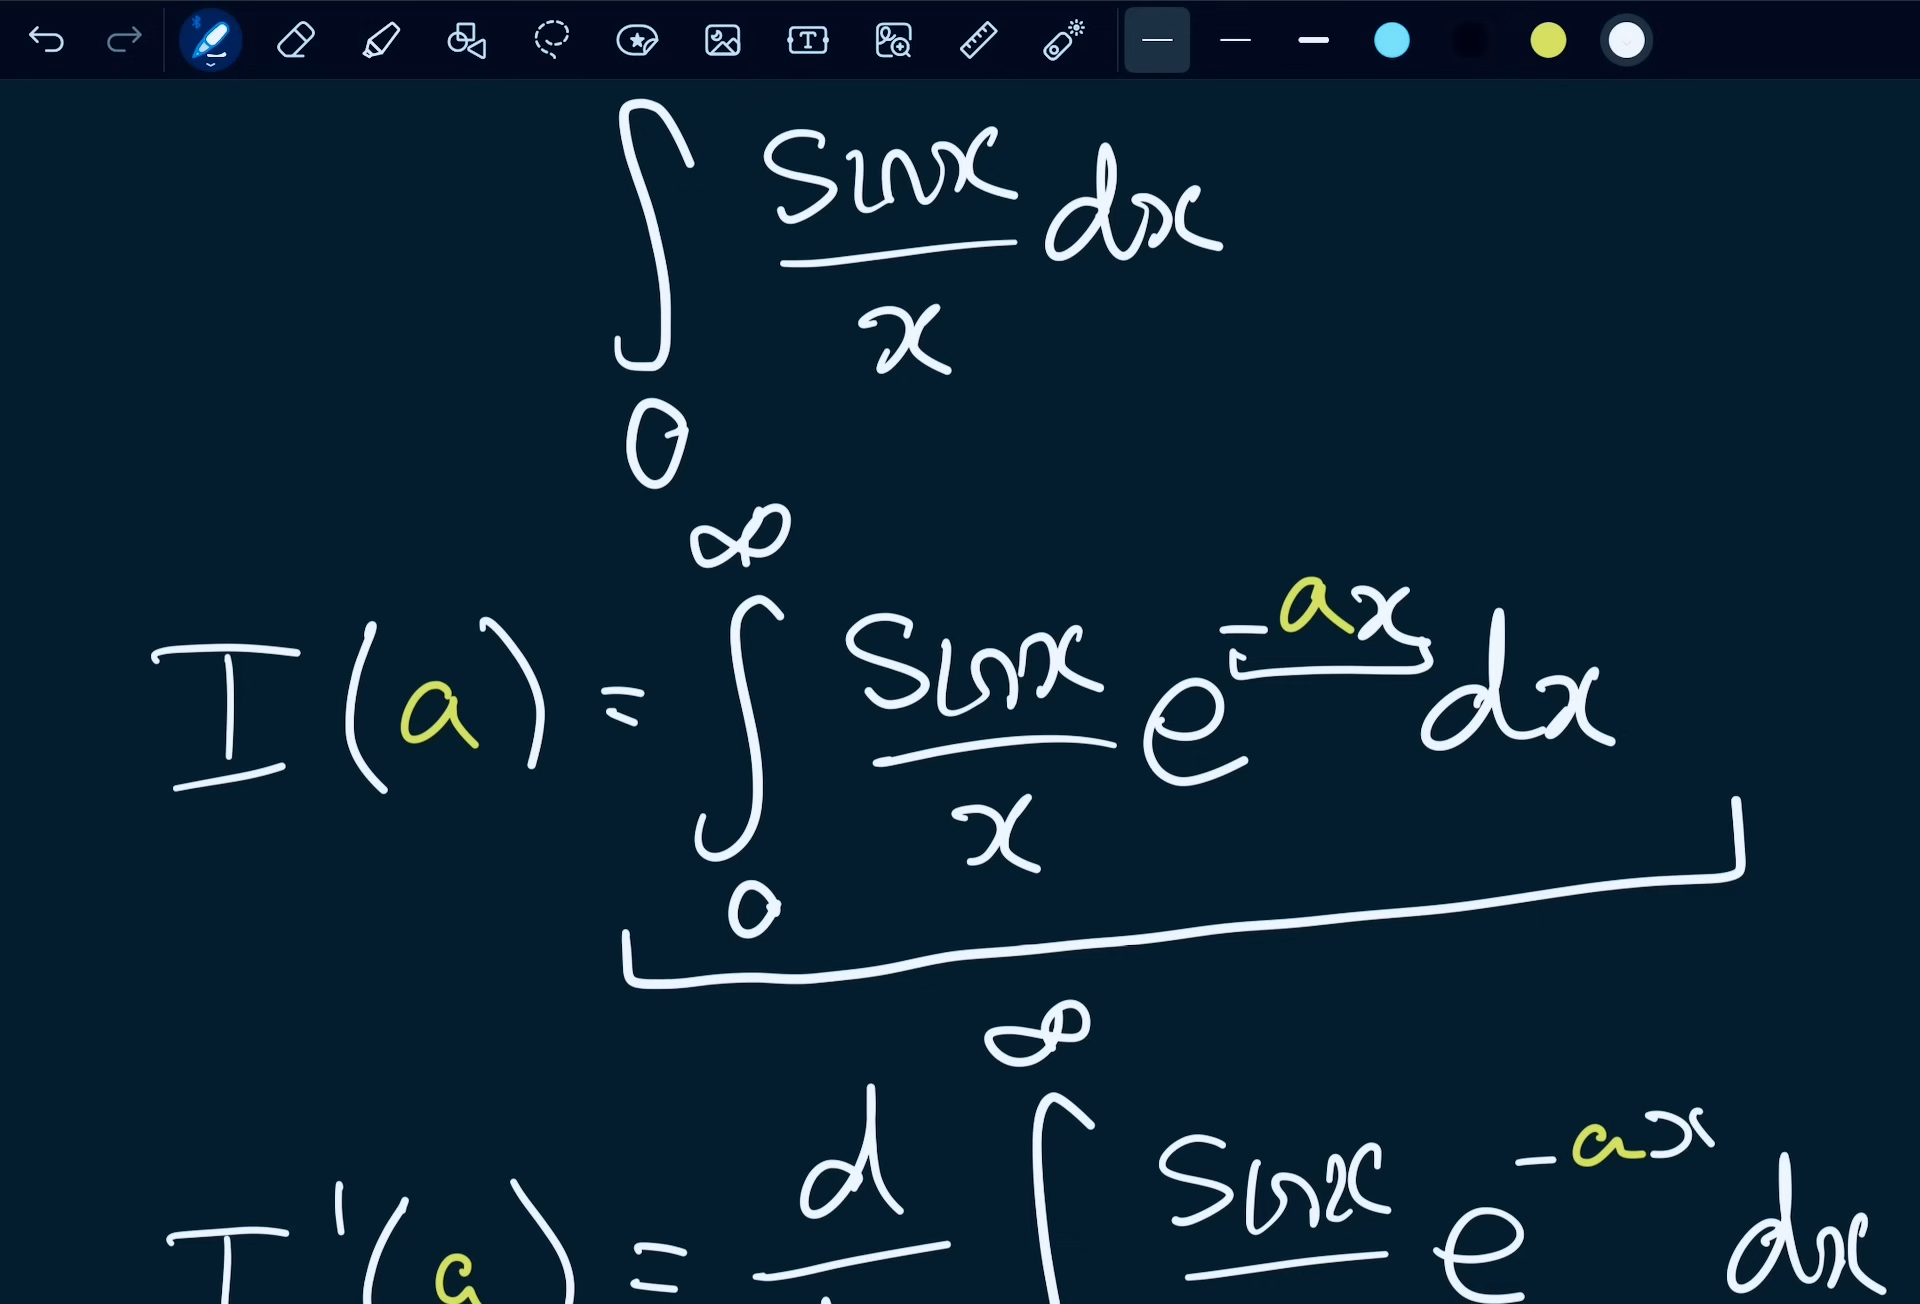 ∫₀ sinx/x dx
I(a) = ∫₀^∞ sinx/x e^(-ax) dx
I'(a) = d/ ∫^∞ sinx/ e^(-ax) dx